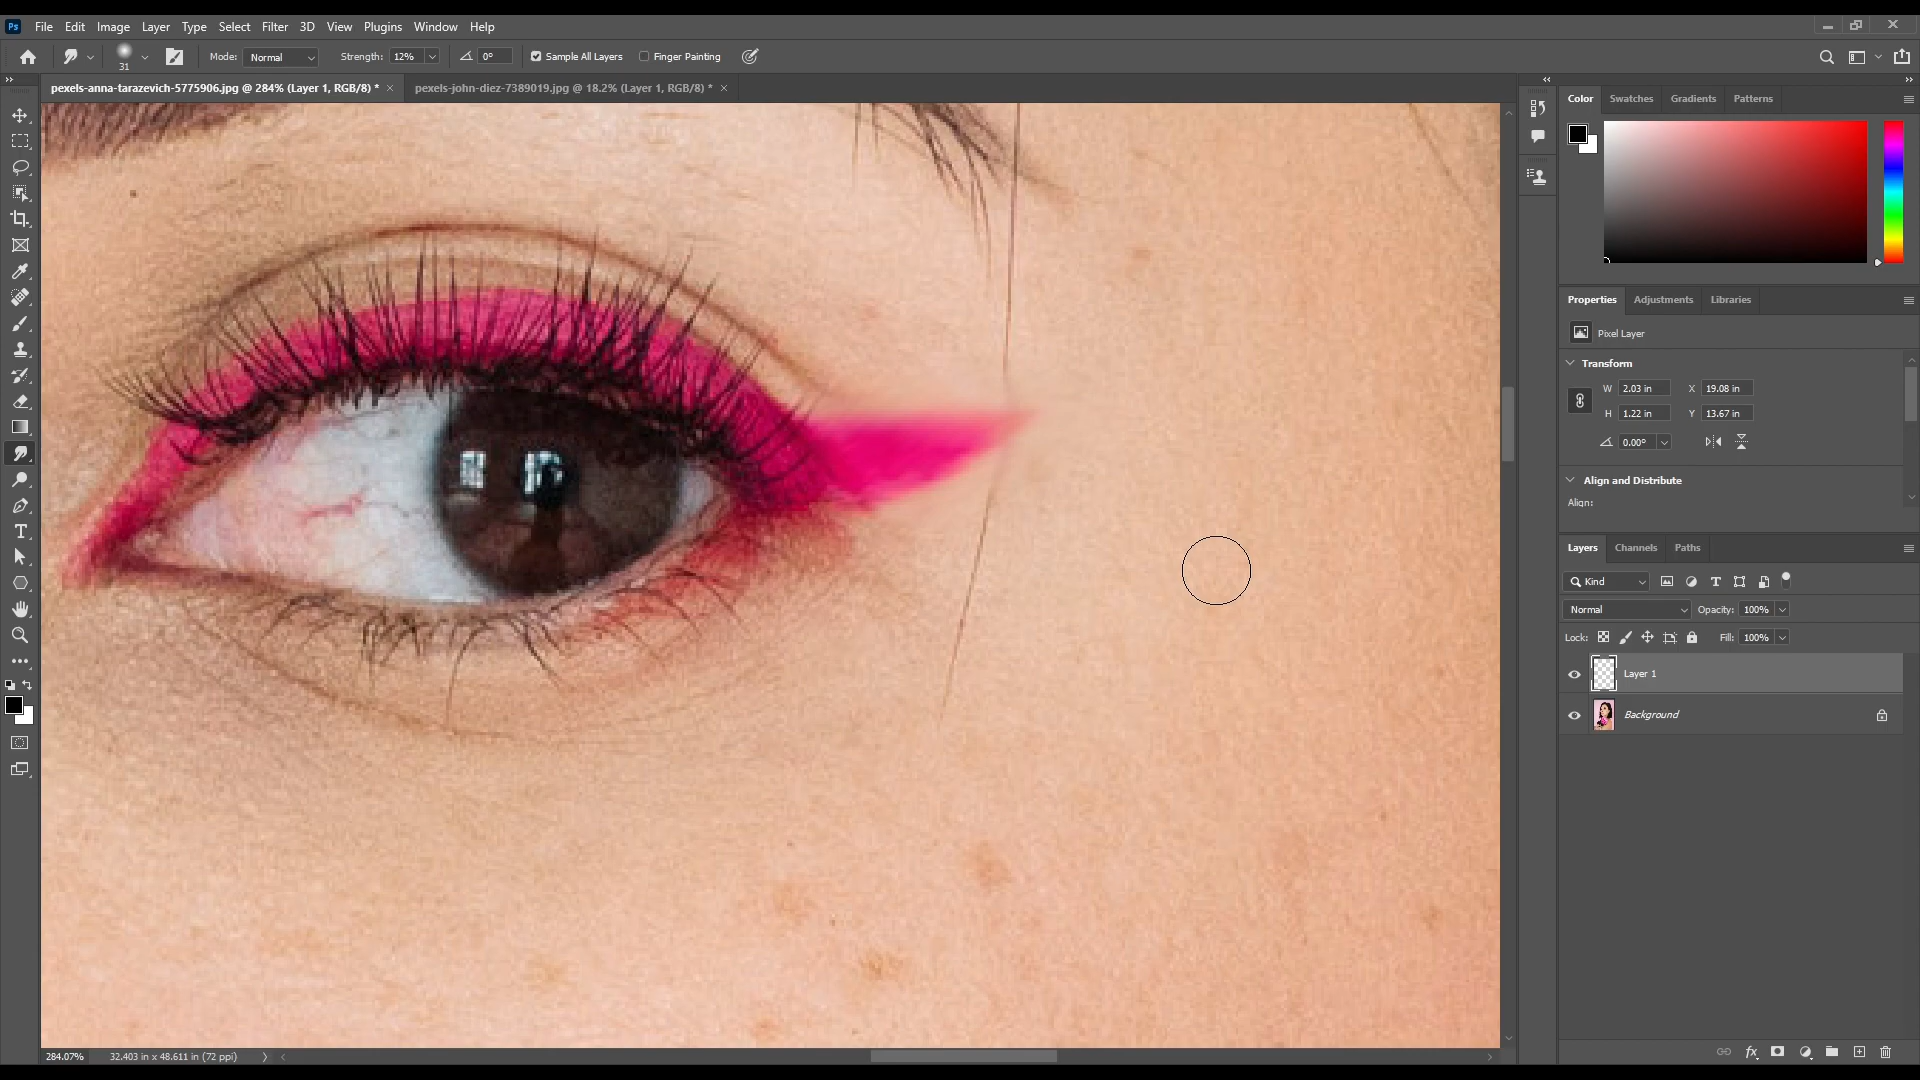 Ps File Edit Image Layer Type Select Filter 3D View Plugins Window Help
31 Mode: Normal Strength: 12% 0° Sample All Layers Finger Painting
pexels-anna-tarazevich-5775906.jpg @ 284% (Layer 1, RGB/8) * × pexels-john-diez-7389019.jpg @ 18.2% (Layer 1, RGB/8) * ×
Color Swatches Gradients Patterns
Properties Adjustments Libraries
Pixel Layer
Transform
W 2.03 in X 19.08 in
H 1.22 in Y 13.67 in
0.00°
Align and Distribute
Align:
Layers Channels Paths
Kind
Normal Opacity: 100%
Lock: Fill: 100%
Layer 1
Background
284.07% 32.403 in x 48.611 in (72 ppi)